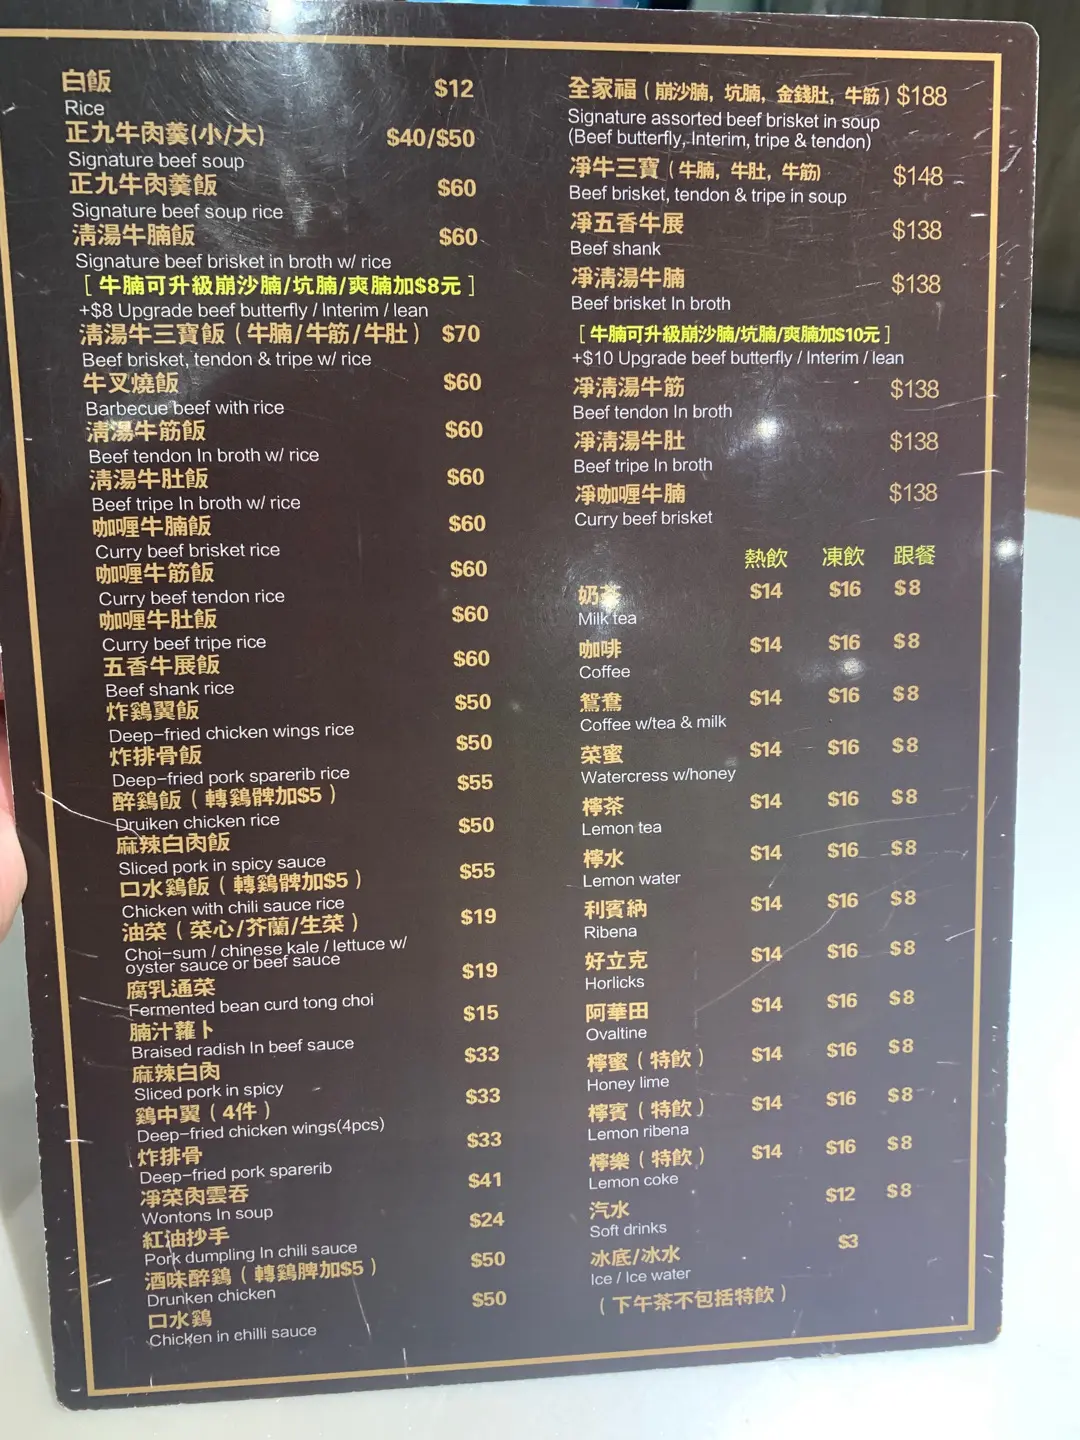 白飯 $12
Rice
正九牛肉羹(小/大) $40/$50
Signature beef soup
正九牛肉羹飯 $60
Signature beef soup rice
淸湯牛腩飯 $60
Signature beef brisket in broth w/ rice
［牛腩可升級崩沙腩/坑腩/爽腩加$8元］
+$8 Upgrade beef butterfly / Interim / lean
淸湯牛三寶飯（牛腩/牛筋/牛肚） $70
Beef brisket, tendon & tripe w/ rice
牛叉燒飯 $60
Barbecue beef with rice
淸湯牛筋飯 $60
Beef tendon In broth w/ rice
淸湯牛肚飯 $60
Beef tripe In broth w/ rice
咖喱牛腩飯 $60
Curry beef brisket rice
咖喱牛筋飯 $60
Curry beef tendon rice
咖喱牛肚飯 $60
Curry beef tripe rice
五香牛展飯 $60
Beef shank rice
炸鷄翼飯 $50
Deep-fried chicken wings rice
炸排骨飯 $50
Deep-fried pork sparerib rice
醉鷄飯（轉鷄髀加$5） $55
Druiken chicken rice
麻辣白肉飯 $50
Sliced pork in spicy sauce
口水鷄飯（轉鷄髀加$5） $55
Chicken with chili sauce rice
油菜（菜心/芥蘭/生菜） $19
Choi-sum / chinese kale / lettuce w/
oyster sauce or beef sauce
腐乳通菜 $19
Fermented bean curd tong choi
腩汁蘿卜 $15
Braised radish In beef sauce
麻辣白肉 $33
Sliced pork in spicy
鷄中翼（4件） $33
Deep-fried chicken wings(4pcs)
炸排骨 $33
Deep-fried pork sparerib
凈菜肉雲吞 $41
Wontons In soup
紅油抄手 $24
Pork dumpling In chili sauce
酒味醉鷄（轉鷄脾加$5） $50
Drunken chicken
口水鷄 $50
Chicken in chilli sauce
全家福（崩沙腩，坑腩，金錢肚，牛筋）$188
Signature assorted beef brisket in soup
(Beef butterfly, Interim, tripe & tendon)
凈牛三寶（牛腩，牛肚，牛筋) $148
Beef brisket, tendon & tripe in soup
凈五香牛展 $138
Beef shank
凈淸湯牛腩 $138
Beef brisket In broth
［牛腩可升級崩沙腩/坑腩/爽腩加$10元］
+$10 Upgrade beef butterfly / Interim / lean
凈淸湯牛筋 $138
Beef tendon In broth
凈淸湯牛肚 $138
Beef tripe In broth
凈咖喱牛腩 $138
Curry beef brisket
熱飲 凍飲 跟餐
奶茶 $14 $16 $8
Milk tea
咖啡 $14 $16 $8
Coffee
鴛鴦 $14 $16 $8
Coffee w/tea & milk
菜蜜 $14 $16 $8
Watercress w/honey
檸茶 $14 $16 $8
Lemon tea
檸水 $14 $16 $8
Lemon water
利賓納 $14 $16 $8
Ribena
好立克 $14 $16 $8
Horlicks
阿華田 $14 $16 $8
Ovaltine
檸蜜（特飲） $14 $16 $8
Honey lime
檸賓（特飲） $14 $16 $8
Lemon ribena
檸樂（特飲） $14 $16 $8
Lemon coke
汽水 $12 $8
Soft drinks
冰底/冰水 $3
Ice / Ice water
（下午茶不包括特飲）